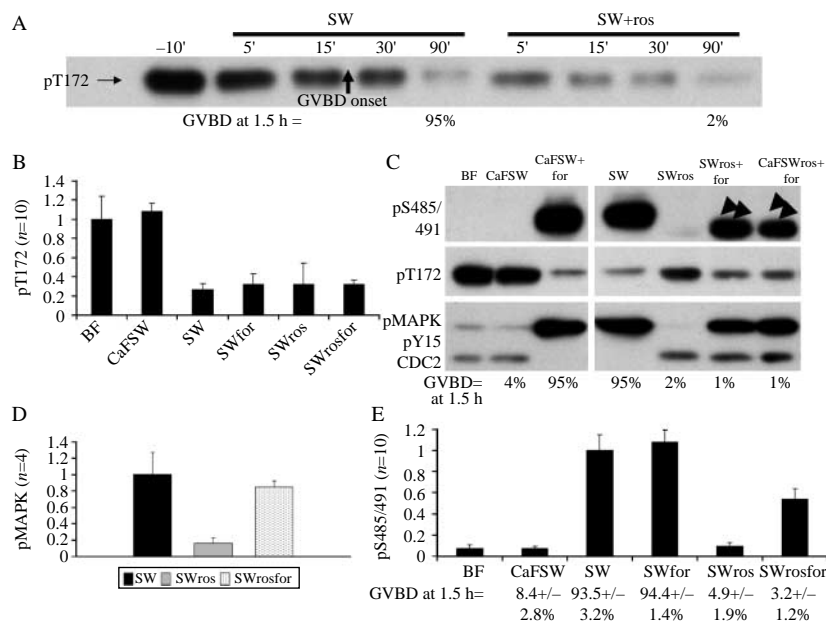 A
SW SW+ros
–10' 5' 15' 30' 90' 5' 15' 30' 90'
pT172
GVBD onset
GVBD at 1.5 h = 95% 2%
B
pT172 (n=10)
1.4
1.2
1
0.8
0.6
0.4
0.2
0
BF CaFSW SW SWfor SWros SWrosfor
C
BF CaFSW CaFSW+ for SW SWros SWros+ for CaFSWros+ for
pS485/ 491
pT172
pMAPK
pY15
CDC2
GVBD= 4% 95% 95% 2% 1% 1%
at 1.5 h
D
pMAPK (n=4)
1.4
1.2
1
0.8
0.6
0.4
0.2
0
SW SWros SWrosfor
E
pS485/491 (n=10)
1.2
1
0.8
0.6
0.4
0.2
0
BF CaFSW SW SWfor SWros SWrosfor
GVBD at 1.5 h= 8.4+/– 93.5+/– 94.4+/– 4.9+/– 3.2+/–
2.8% 3.2% 1.4% 1.9% 1.2%